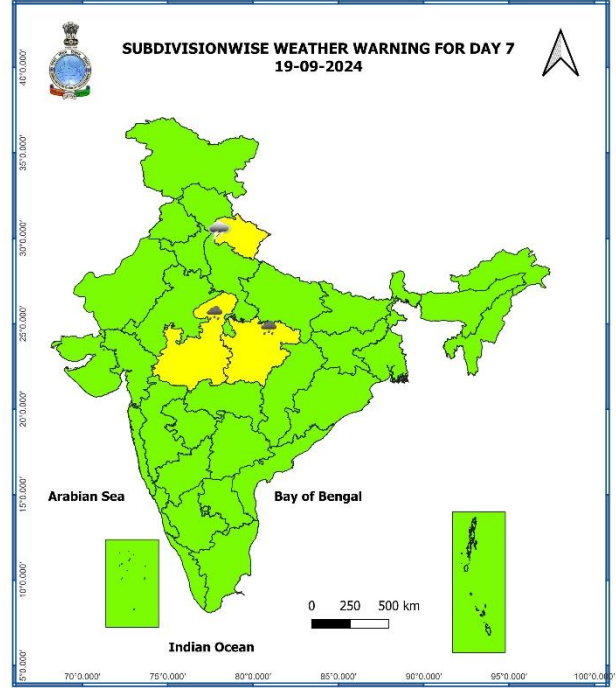 SUBDIVISIONWISE WEATHER WARNING FOR DAY 7
19-09-2024
40°0.000'
35°0.000'
30°0.000'
25°0.000'
20°0.000'
15°0.000'
10°0.000'
5°0.000'
Arabian Sea
Bay of Bengal
0 250 500 km
Indian Ocean
70°0.000' 75°0.000' 80°0.000' 85°0.000' 90°0.000' 95°0.000' 100°0.000'